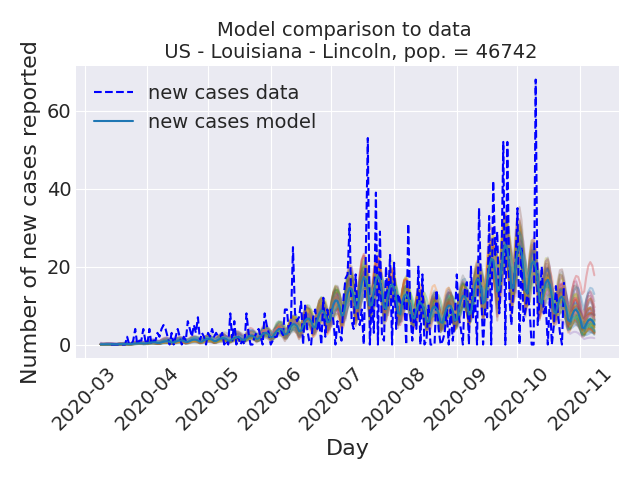 Model comparison to data
US - Louisiana - Lincoln, pop. = 46742
Number of new cases reported
60
40
20
0
new cases data
new cases model
2020-03
2020-04
2020-05
2020-06
2020-07
2020-08
2020-09
2020-10
2020-11
Day